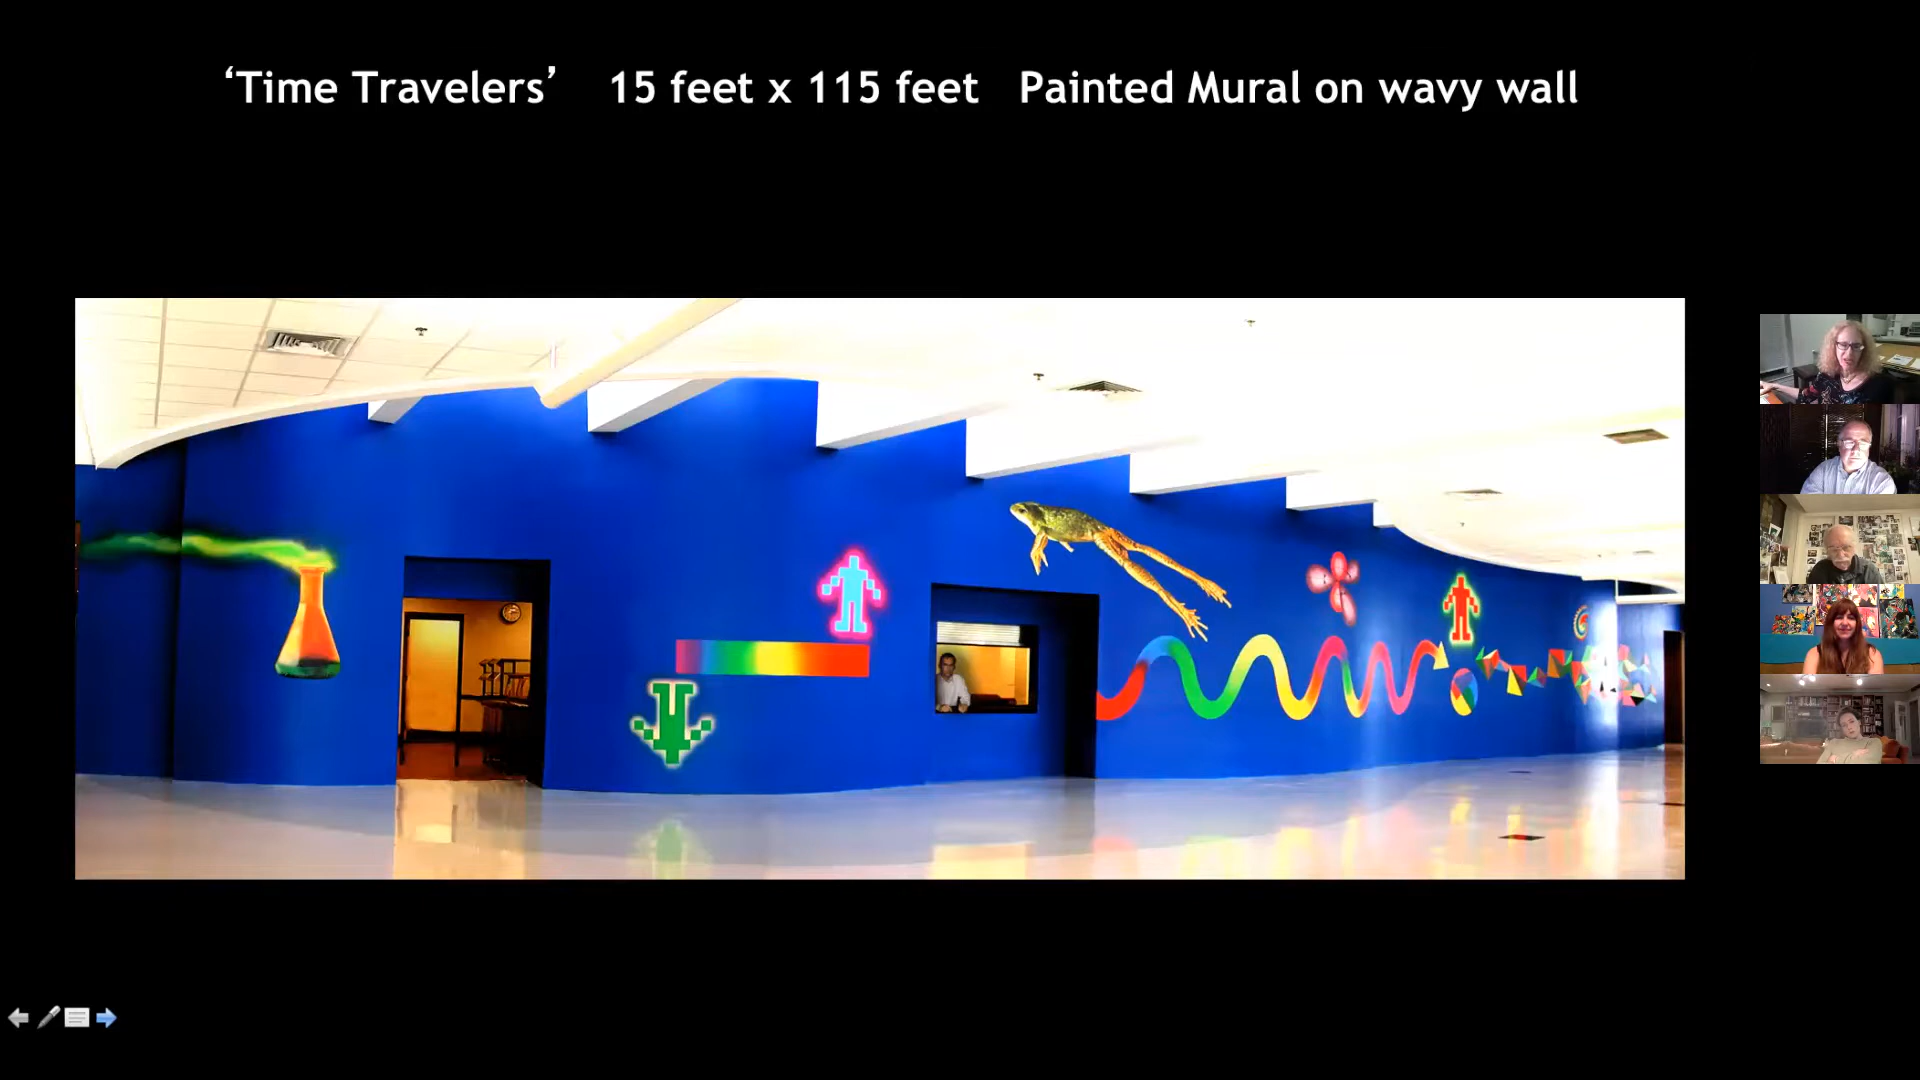 ‘Time Travelers’ 15 feet x 115 feet Painted Mural on wavy wall